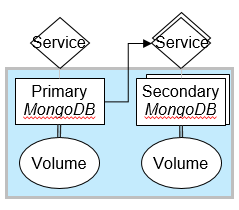 Service
Service
Primary
MongoDB
Secondary
MongoDB
Volume
Volume